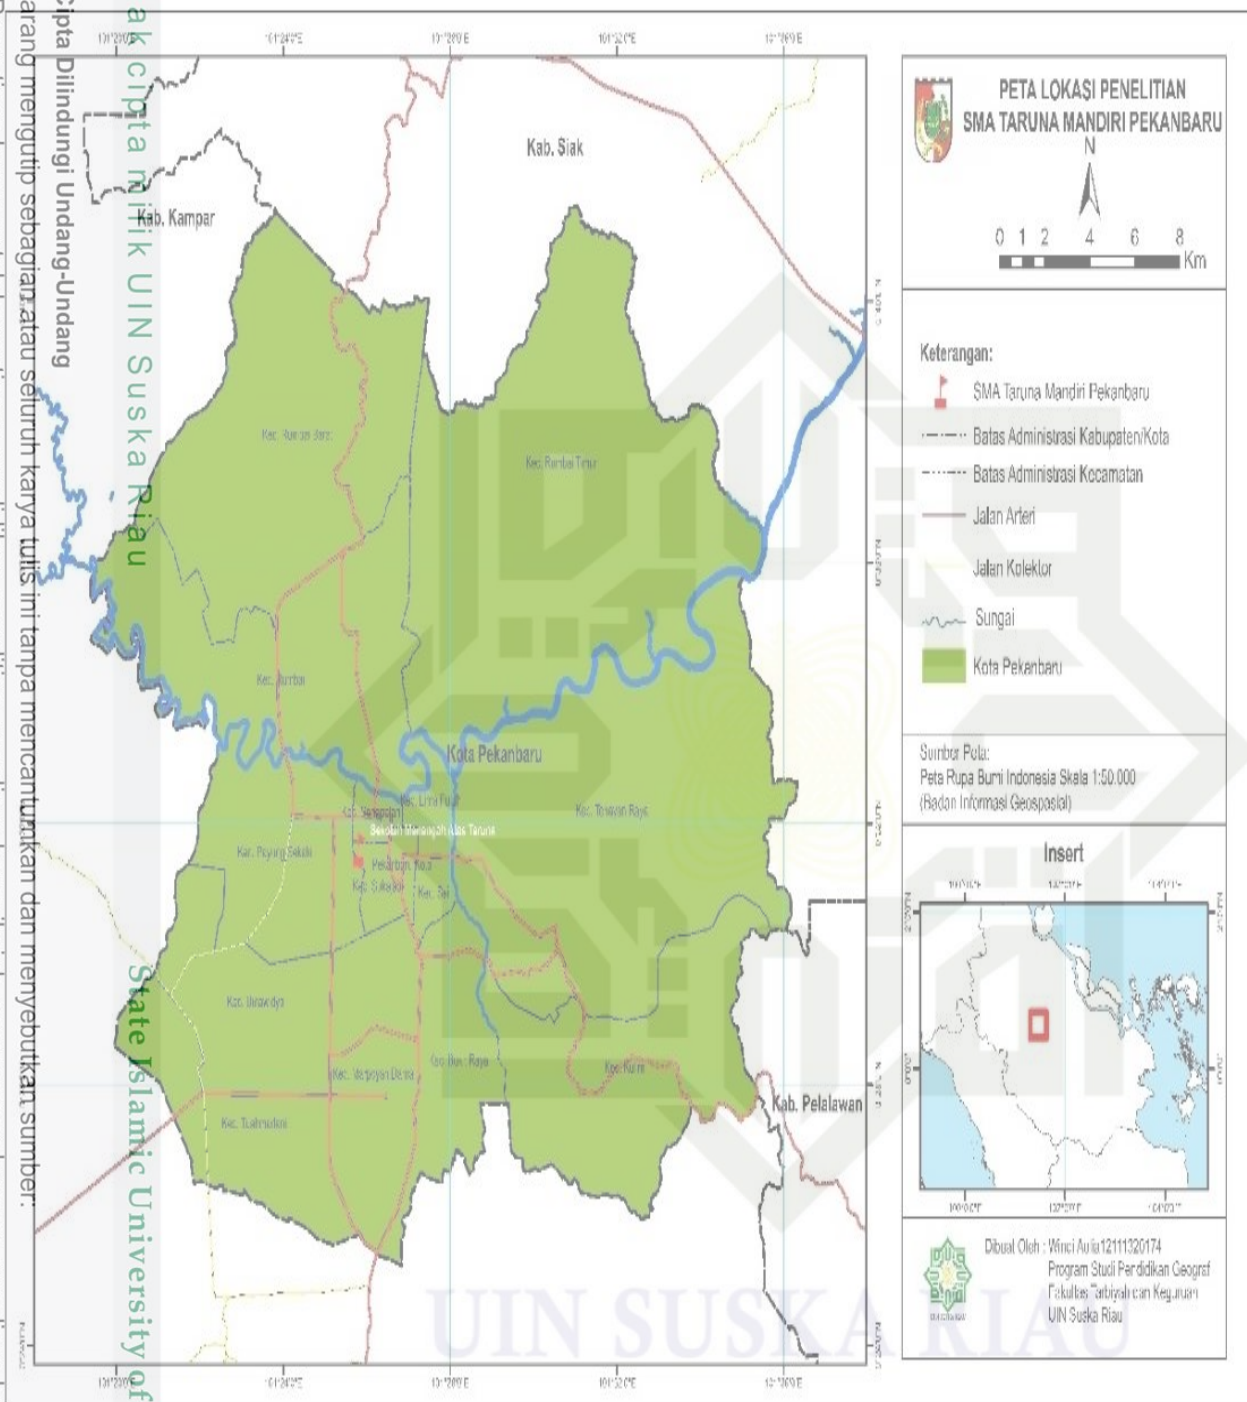 PETA LOKASI PENELITIAN
SMA TARUNA MANDIRI PEKANBARU
N
0 1 2 4 6 8
Km
Keterangan:
SMA Taruna Mandiri Pekanbaru
Batas Administrasi Kabupaten/Kota
Batas Administrasi Kecamatan
Jalan Arteri
Jalan Kolektor
Sungai
Kota Pekanbaru
Sumber Peta:
Peta Rupa Bumi Indonesia Skala 1:50.000
(Badan Informasi Geospasial)
Insert
Dibuat Oleh : Winci Aulia 12111320174
Program Studi Pendidikan Geografi
Fakultas Tarbiyah dan Keguruan
UIN Suska Riau
Kab. Siak
Kab. Kampar
Kec. Rumbai Barat
Kec. Rumbai Timur
Kec. Rumbai
Kota Pekanbaru
Kec. Lima Puluh
Kec. Senapelan
Kec. Tenayan Raya
Kec. Payung Sekaki
Pekanbaru Kota
Kec. Sukajadi
Kec. Sail
Kec. Binawidya
Kec. Bukit Raya
Kec. Kulim
Kec. Marpoyan Damai
Kec. Tuahmadani
Kab. Pelalawan
ak cipta milik UIN Suska Riau
State Islamic University of
Cipta Dilindungi Undang-Undang
arang mengutip sebagian atau seluruh karya tulis ini tanpa mencantumkan dan menyebutkan sumber:
UIN SUSKA RIAU